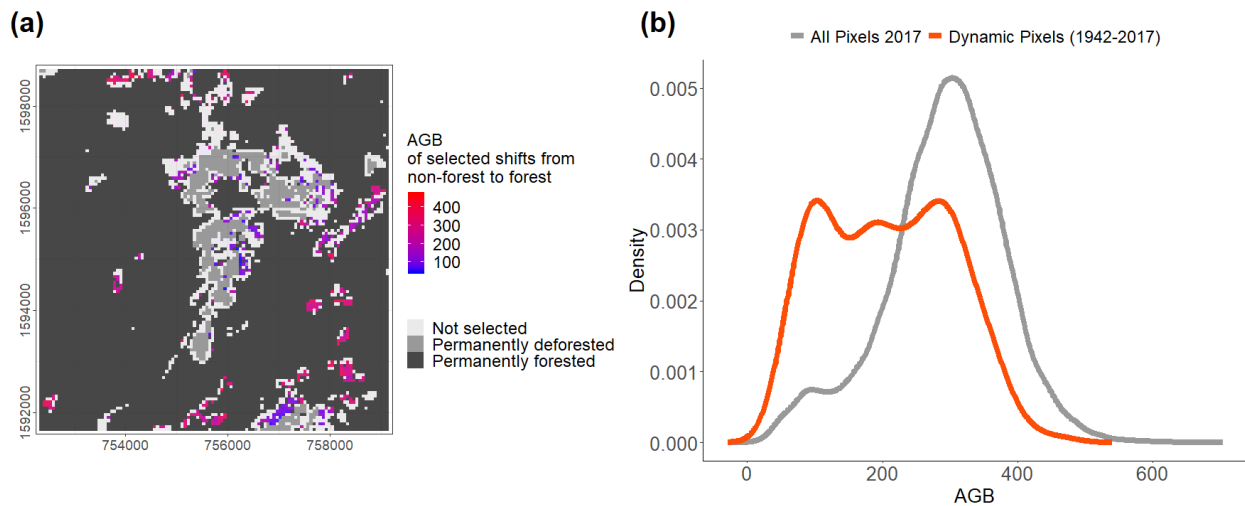 (a)
1598000
1596000
1594000
1592000
754000
756000
758000
AGB
of selected shifts from
non-forest to forest
400
300
200
100
Not selected
Permanently deforested
Permanently forested
(b)
All Pixels 2017
Dynamic Pixels (1942-2017)
Density
0.005
0.004
0.003
0.002
0.001
0.000
0
200
400
600
AGB